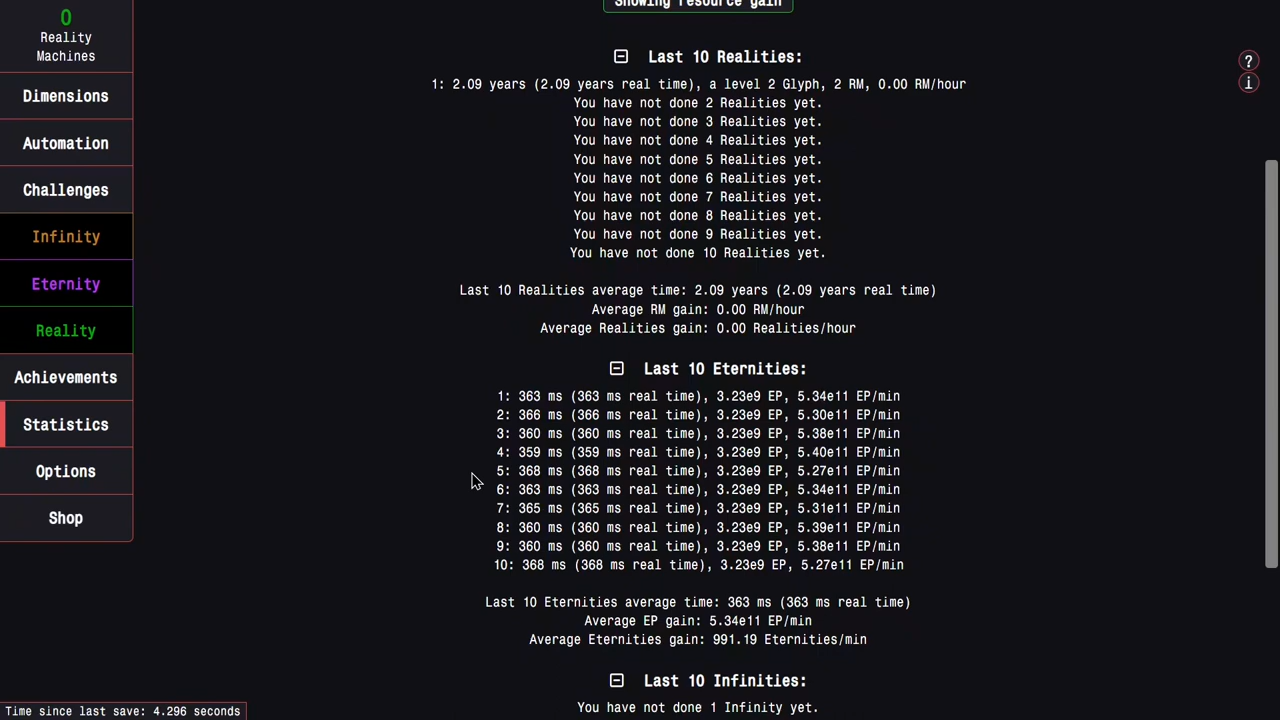 0
Reality
Machines
Dimensions
Automation
Challenges
Infinity
Eternity
Reality
Achievements
Statistics
Options
Shop
Time since last save: 4.296 seconds
Showing resource gain
Last 10 Realities:
1: 2.09 years (2.09 years real time), a level 2 Glyph, 2 RM, 0.00 RM/hour
You have not done 2 Realities yet.
You have not done 3 Realities yet.
You have not done 4 Realities yet.
You have not done 5 Realities yet.
You have not done 6 Realities yet.
You have not done 7 Realities yet.
You have not done 8 Realities yet.
You have not done 9 Realities yet.
You have not done 10 Realities yet.
Last 10 Realities average time: 2.09 years (2.09 years real time)
Average RM gain: 0.00 RM/hour
Average Realities gain: 0.00 Realities/hour
Last 10 Eternities:
1: 363 ms (363 ms real time), 3.23e9 EP, 5.34e11 EP/min
2: 366 ms (366 ms real time), 3.23e9 EP, 5.30e11 EP/min
3: 360 ms (360 ms real time), 3.23e9 EP, 5.38e11 EP/min
4: 359 ms (359 ms real time), 3.23e9 EP, 5.40e11 EP/min
5: 368 ms (368 ms real time), 3.23e9 EP, 5.27e11 EP/min
6: 363 ms (363 ms real time), 3.23e9 EP, 5.34e11 EP/min
7: 365 ms (365 ms real time), 3.23e9 EP, 5.31e11 EP/min
8: 360 ms (360 ms real time), 3.23e9 EP, 5.39e11 EP/min
9: 360 ms (360 ms real time), 3.23e9 EP, 5.38e11 EP/min
10: 368 ms (368 ms real time), 3.23e9 EP, 5.27e11 EP/min
Last 10 Eternities average time: 363 ms (363 ms real time)
Average EP gain: 5.34e11 EP/min
Average Eternities gain: 991.19 Eternities/min
Last 10 Infinities:
You have not done 1 Infinity yet.
?
i